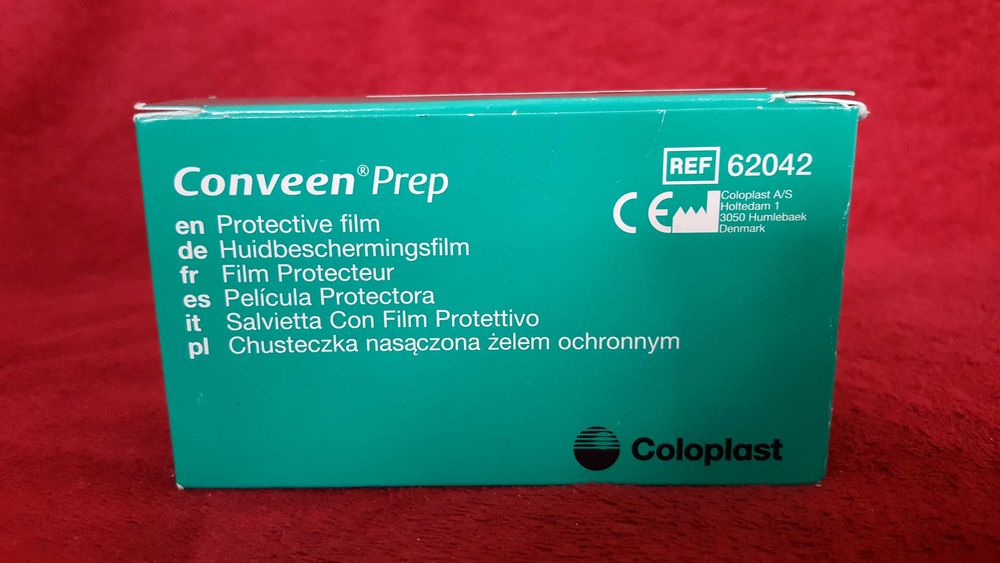 Conveen® Prep
en Protective film
de Huidbeschermingsfilm
fr Film Protecteur
es Película Protectora
it Salvietta Con Film Protettivo
pl Chusteczka nasączona żelem ochronnym
REF 62042
CE
Coloplast A/S
Holtedam 1
3050 Humlebaek
Denmark
Coloplast